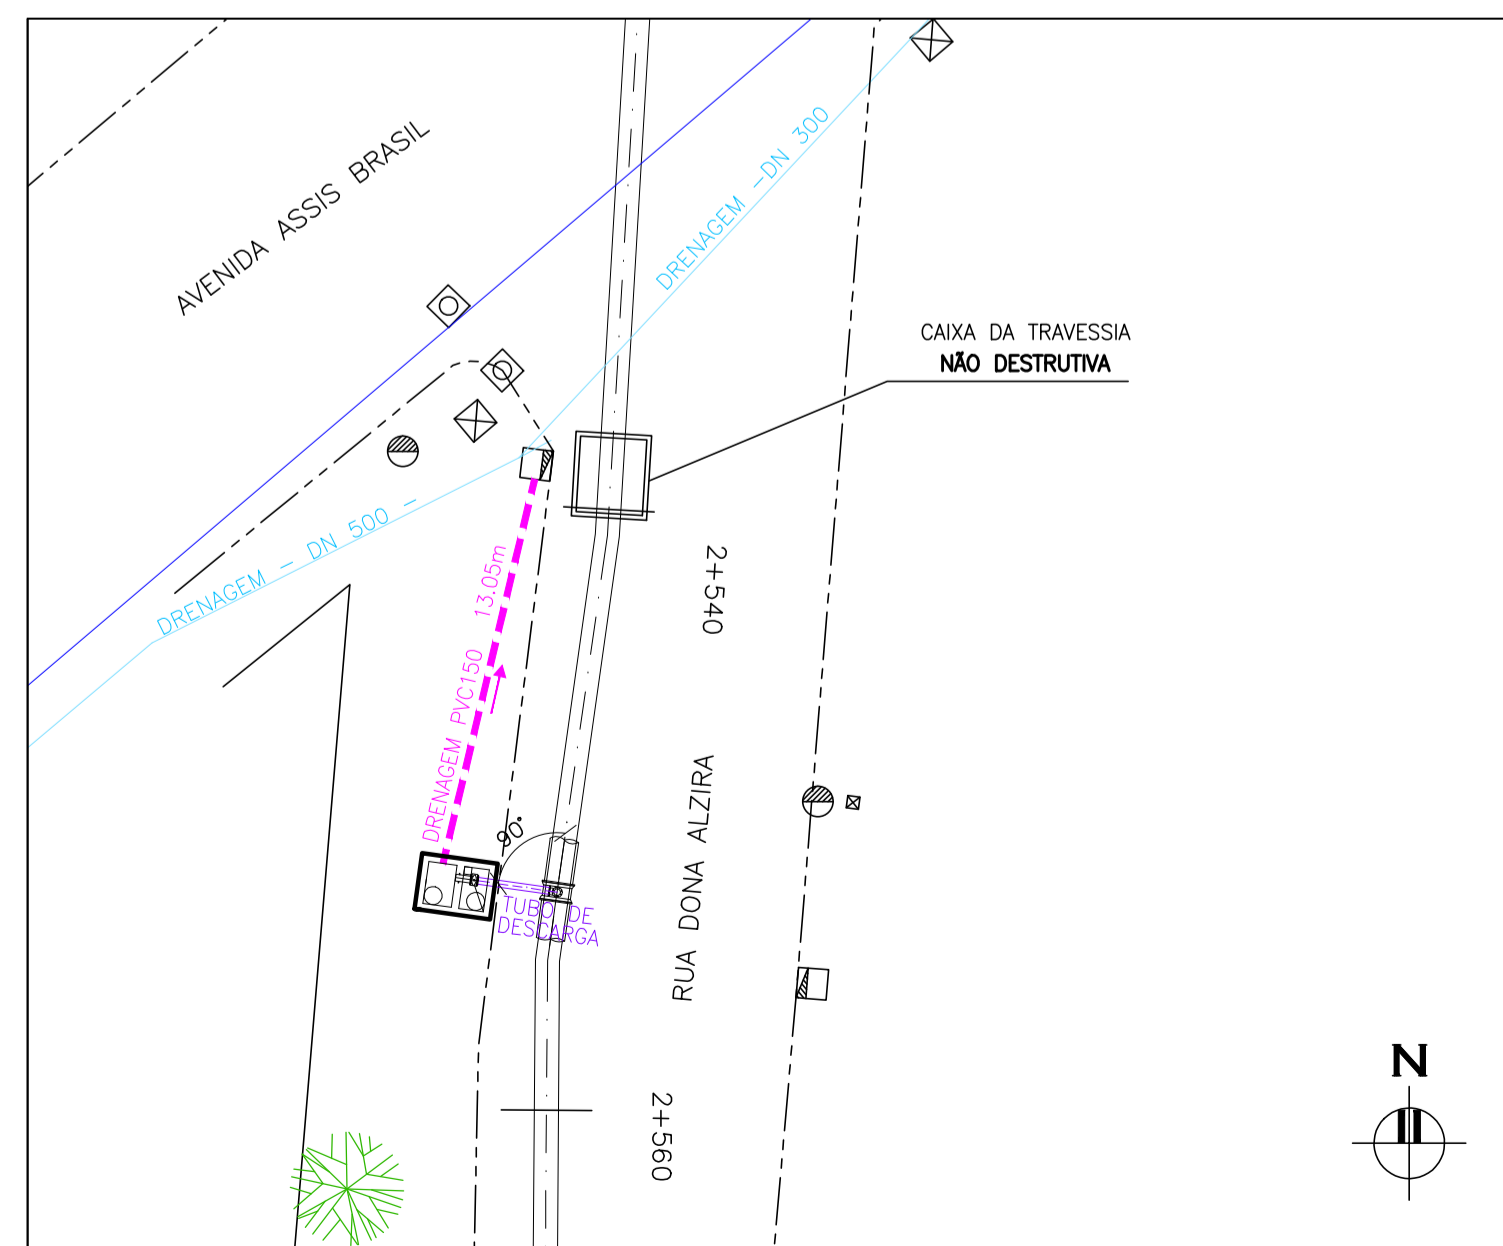 AVENIDA ASSIS BRASIL
DRENAGEM -DN 300
CAIXA DA TRAVESSIA
NÃO DESTRUTIVA
DRENAGEM - DN 500 -
2+540
DRENAGEM PVC150 13.05m
90°
RUA DONA ALZIRA
TUBO DE
DESCARGA
2+560
N